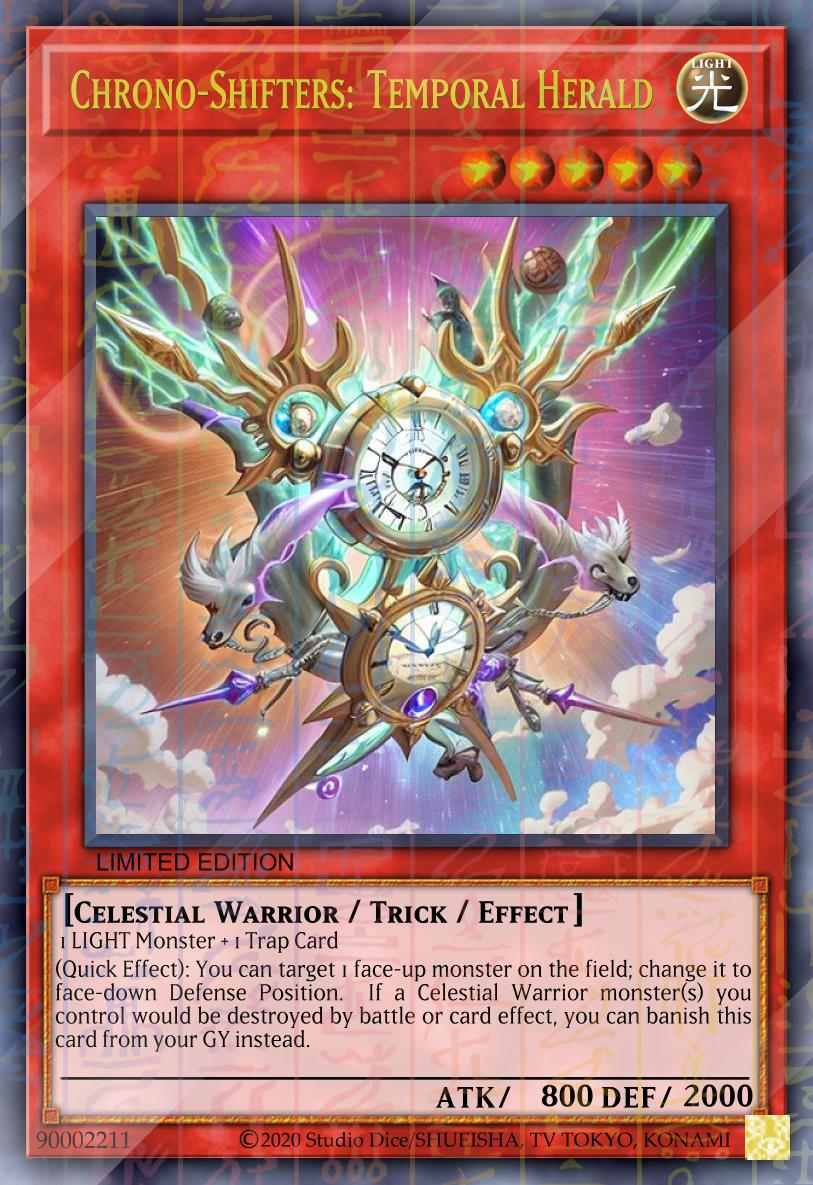 Chrono-Shifters: Temporal Herald
LIGHT
光
LIMITED EDITION
[Celestial Warrior / Trick / Effect]
1 LIGHT Monster + 1 Trap Card
(Quick Effect): You can target 1 face-up monster on the field; change it to
face-down Defense Position. If a Celestial Warrior monster(s) you
control would be destroyed by battle or card effect, you can banish this
card from your GY instead.
ATK/ 800 DEF/ 2000
90002211 ©2020 Studio Dice/SHUEISHA, TV TOKYO, KONAMI